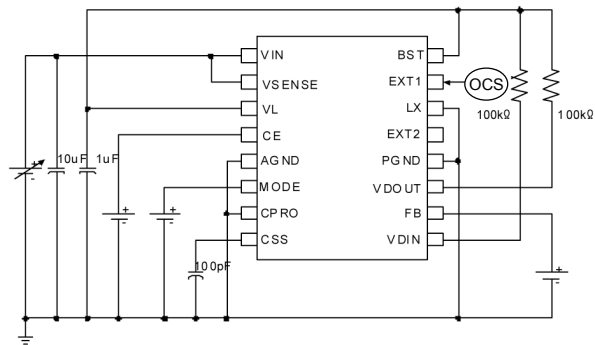 VIN
BST
VSENSE
EXT1
OCS
VL
LX
100kΩ
100kΩ
CE
EXT2
10uF
1uF
AGND
PGND
MODE
VDOUT
CPRO
FB
CSS
VDIN
100pF